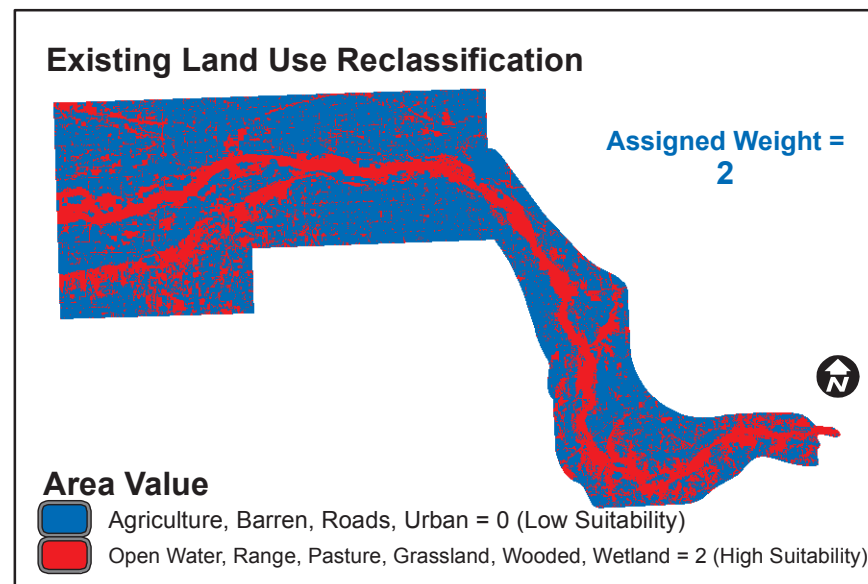 Existing Land Use Reclassification
Assigned Weight =
2
N
Area Value
Agriculture, Barren, Roads, Urban = 0 (Low Suitability)
Open Water, Range, Pasture, Grassland, Wooded, Wetland = 2 (High Suitability)